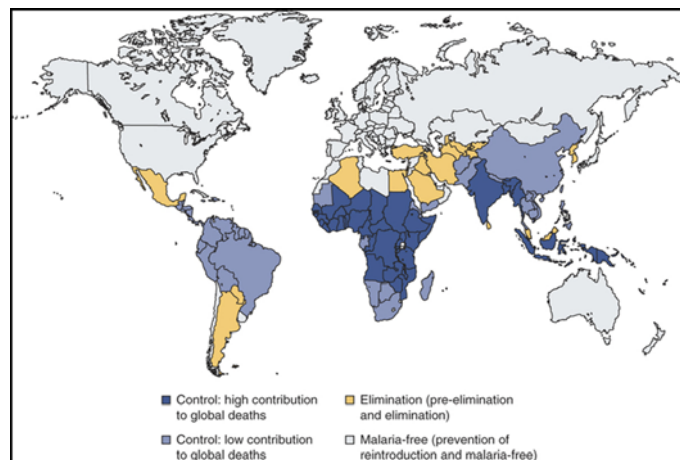 Control: high contribution
to global deaths
Control: low contribution
to global deaths
Elimination (pre-elimination
and elimination)
Malaria-free (prevention of
reintroduction and malaria-free)